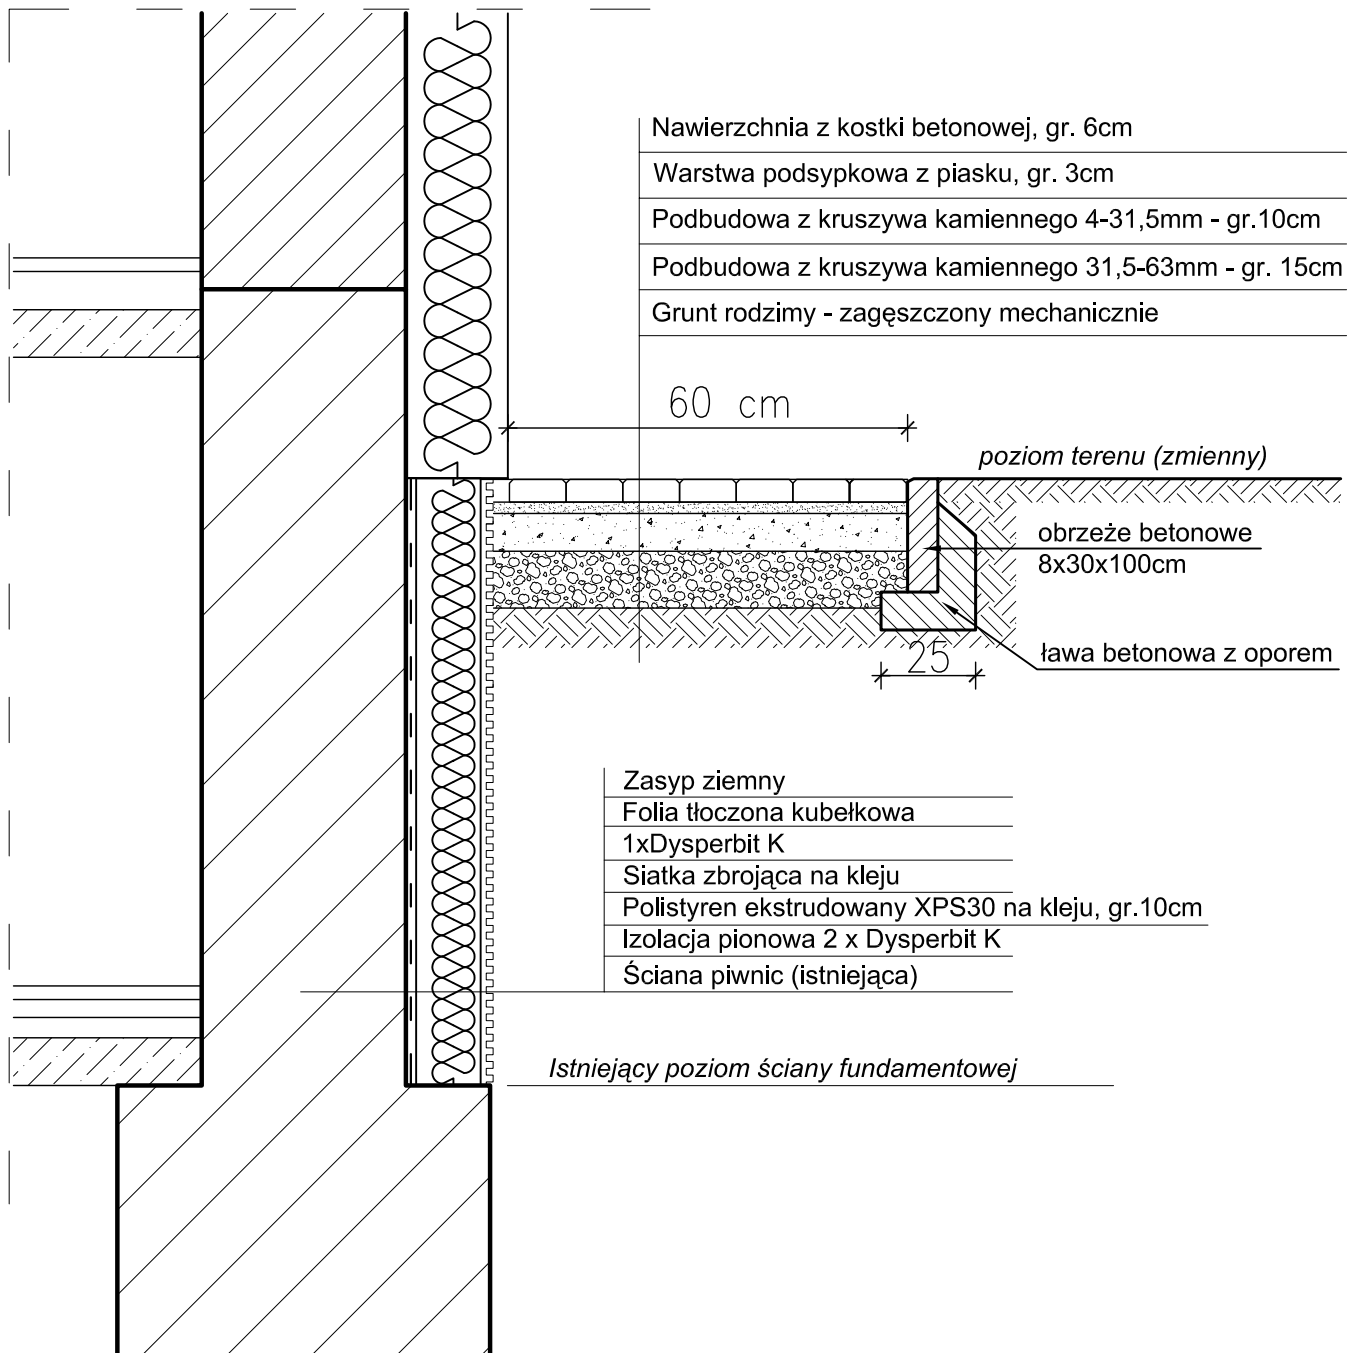 Nawierzchnia z kostki betonowej, gr. 6cm
Warstwa podsypkowa z piasku, gr. 3cm
Podbudowa z kruszywa kamiennego 4-31,5mm - gr.10cm
Podbudowa z kruszywa kamiennego 31,5-63mm - gr. 15cm
Grunt rodzimy - zagęszczony mechanicznie
60 cm
poziom terenu (zmienny)
obrzeże betonowe
8x30x100cm
ława betonowa z oporem
25
Zasyp ziemny
Folia tłoczona kubełkowa
1xDysperbit K
Siatka zbrojąca na kleju
Polistyren ekstrudowany XPS30 na kleju, gr.10cm
Izolacja pionowa 2 x Dysperbit K
Ściana piwnic (istniejąca)
Istniejący poziom ściany fundamentowej